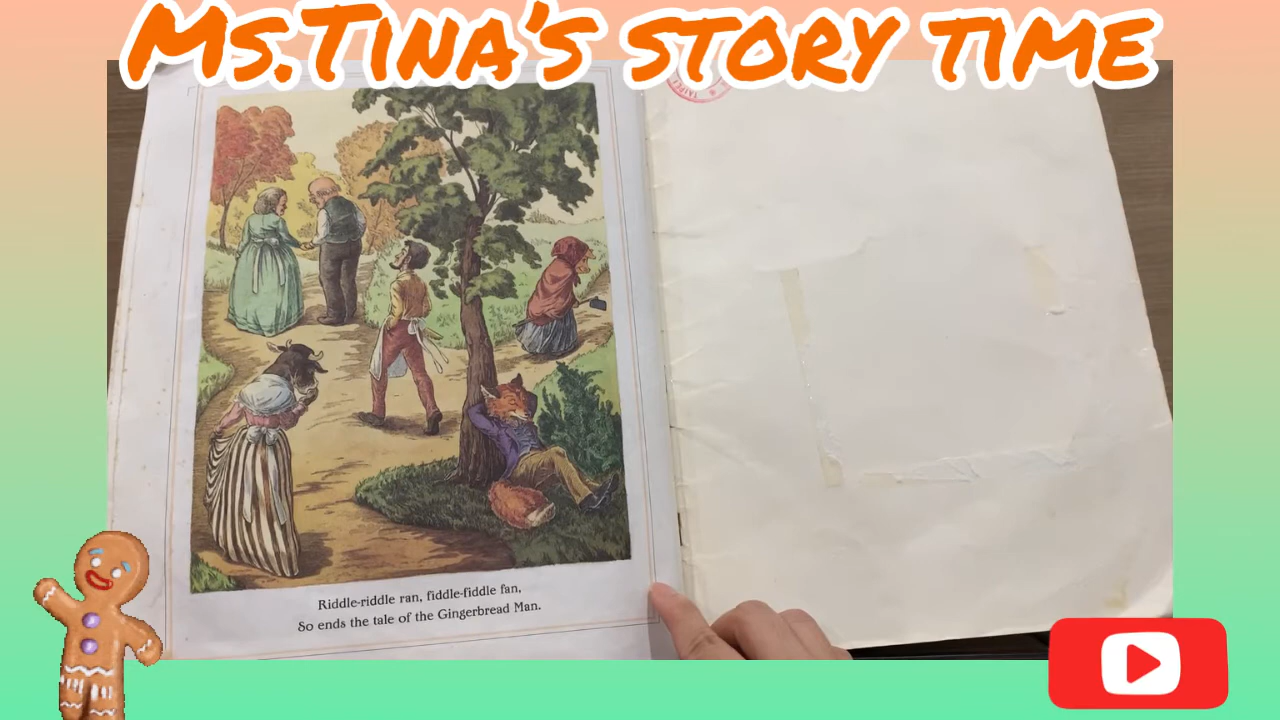 Ms.Tina's story time
Riddle-riddle ran, fiddle-fiddle fan,
So ends the tale of the Gingerbread Man.